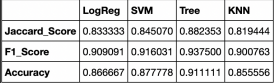 LogReg SVM Tree KNN
Jaccard_Score 0.833333 0.845070 0.882353 0.819444
F1_Score 0.909091 0.916031 0.937500 0.900763
Accuracy 0.866667 0.877778 0.911111 0.855556